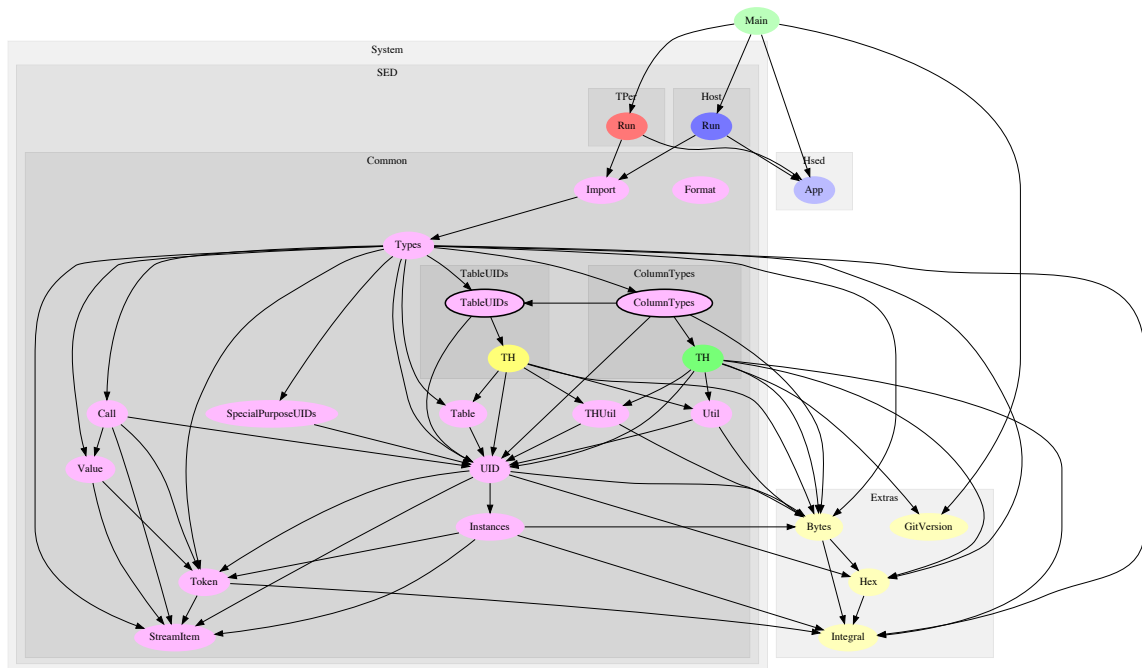 Main
System
SED
TPer
Host
Run
Run
Common
Hsed
Import
Format
App
Types
TableUIDs
ColumnTypes
TableUIDs
ColumnTypes
TH
TH
Call
SpecialPurposeUIDs
Table
THUtil
Util
Value
UID
Extras
Instances
Bytes
GitVersion
Token
Hex
StreamItem
Integral